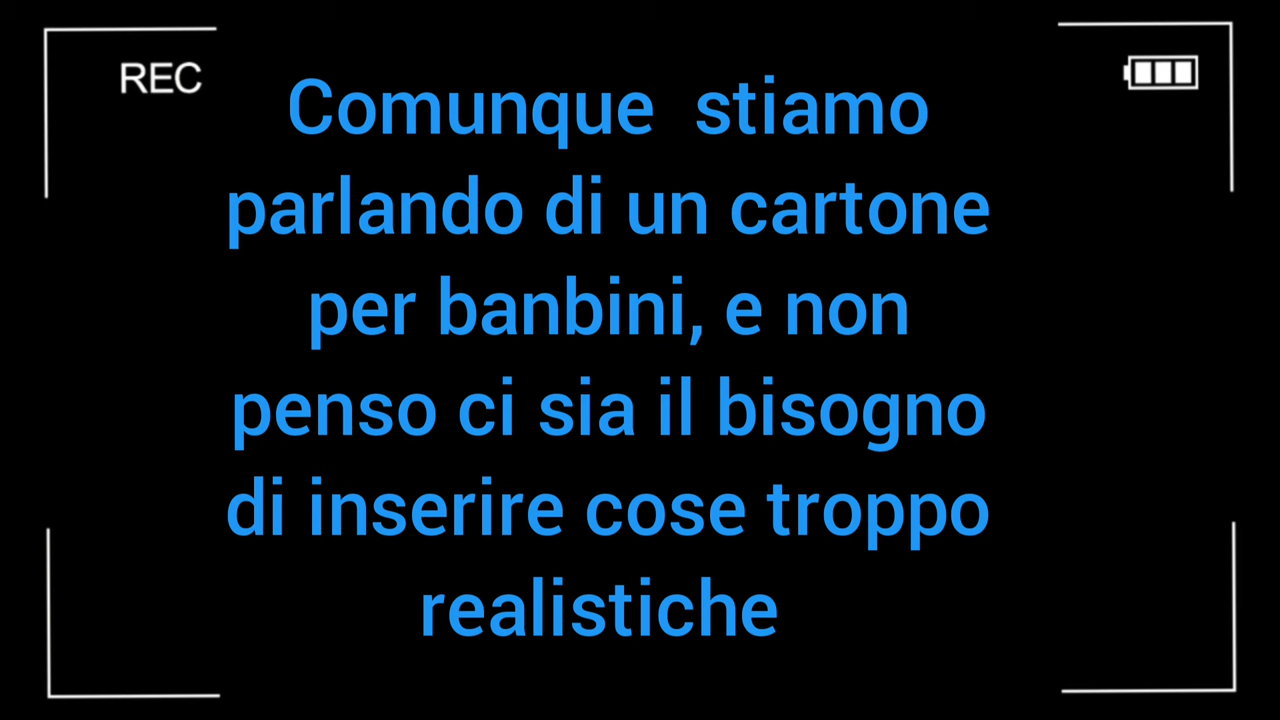 REC
Comunque  stiamo
parlando di un cartone
per banbini, e non
penso ci sia il bisogno
di inserire cose troppo
realistiche